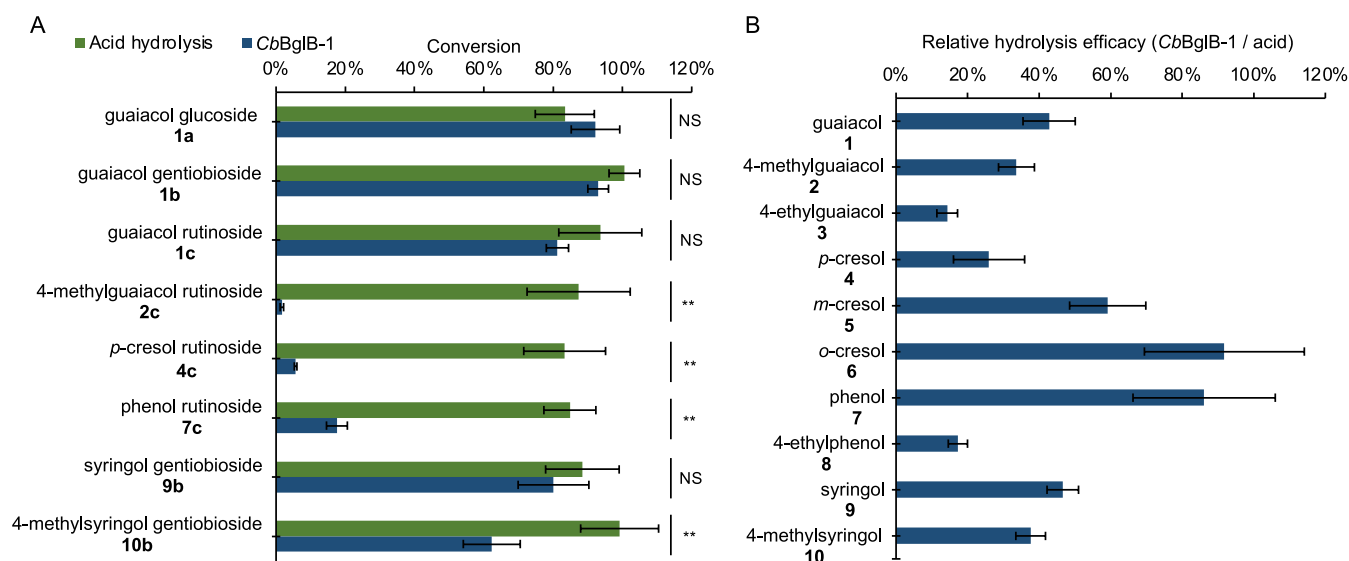 A
Acid hydrolysis CbBglB-1
Conversion
0% 20% 40% 60% 80% 100% 120%
guaiacol glucoside
1a
NS
guaiacol gentiobioside
1b
NS
guaiacol rutinoside
1c
NS
4-methylguaiacol rutinoside
2c
**
p-cresol rutinoside
4c
**
phenol rutinoside
7c
**
syringol gentiobioside
9b
NS
4-methylsyringol gentiobioside
10b
**
B
Relative hydrolysis efficacy (CbBglB-1 / acid)
0% 20% 40% 60% 80% 100% 120%
guaiacol
1
4-methylguaiacol
2
4-ethylguaiacol
3
p-cresol
4
m-cresol
5
o-cresol
6
phenol
7
4-ethylphenol
8
syringol
9
4-methylsyringol
10